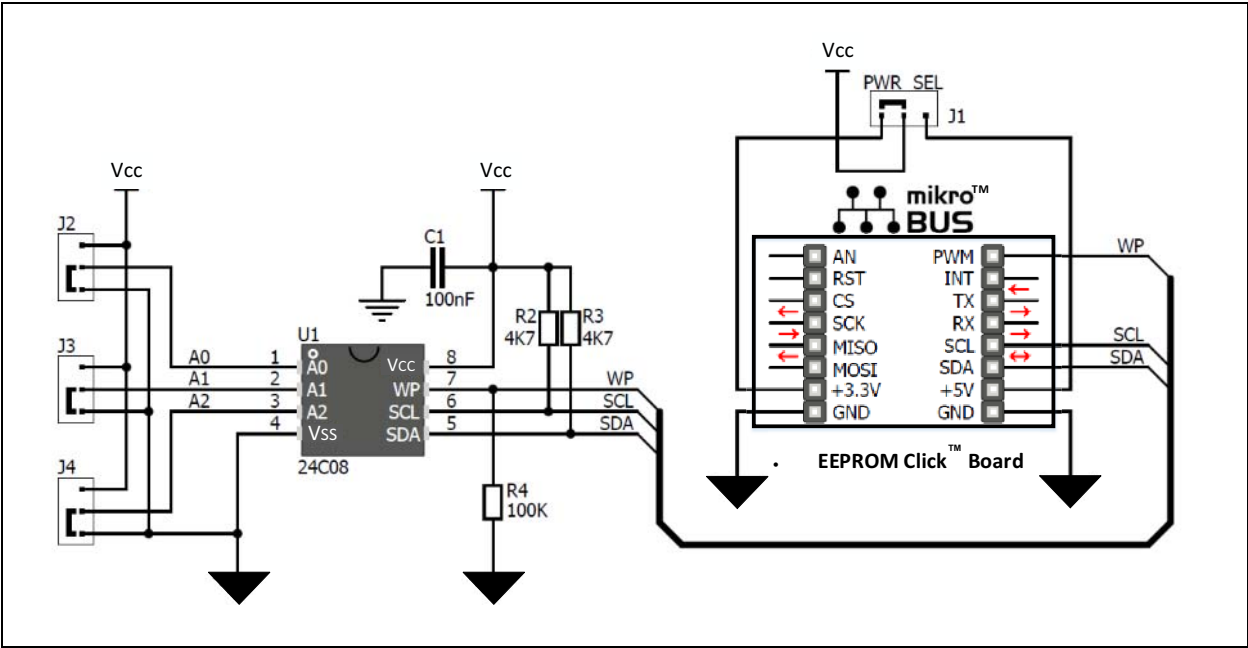 Vcc
PWR SEL
J1
Vcc
Vcc
mikro™
BUS
J2
C1
100nF
AN
RST
CS
SCK
MISO
MOSI
+3.3V
GND
PWM
INT
TX
RX
SCL
SDA
+5V
GND
WP
SCL
SDA
R2
4K7
R3
4K7
U1
J3
A0
A1
A2
1
2
3
4
A0
A1
A2
Vss
Vcc
WP
SCL
SDA
8
7
6
5
WP
SCL
SDA
24C08
. EEPROM Click™ Board
J4
R4
100K